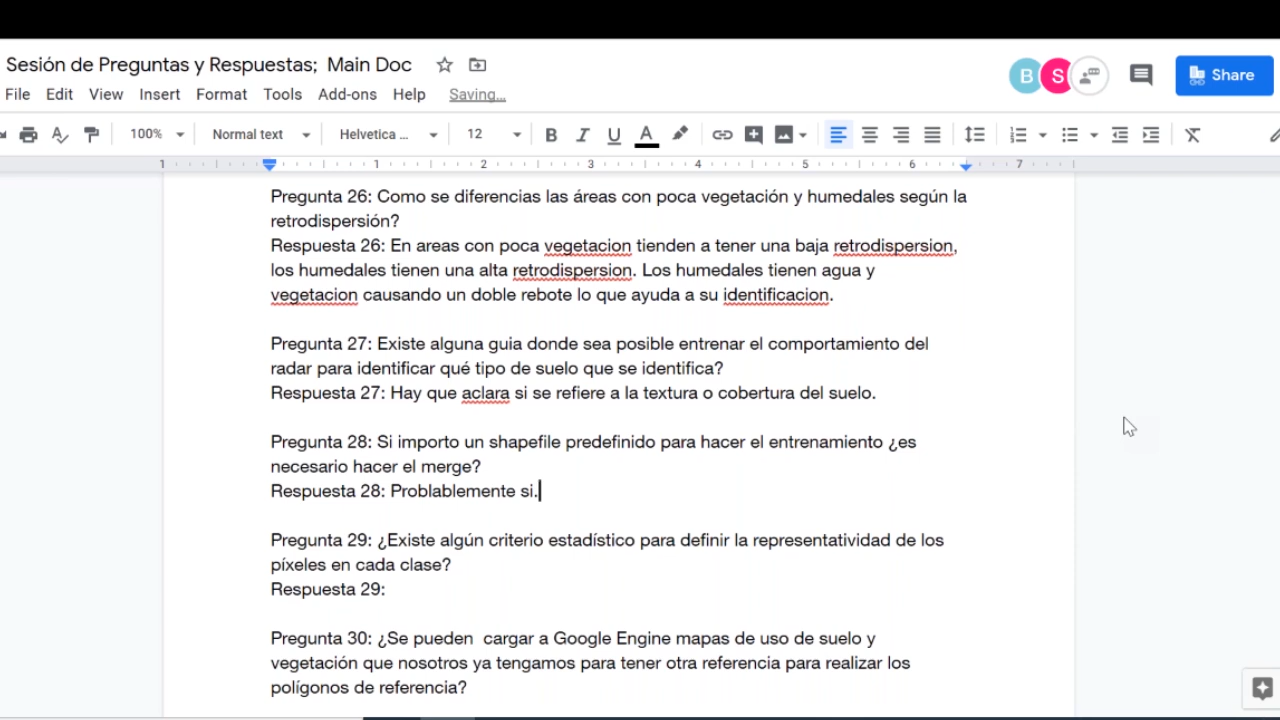 Sesión de Preguntas y Respuestas;  Main Doc
B S
Share
File Edit View Insert Format Tools Add-ons Help Saving...
100% Normal text Helvetica ... 12 B I U A
1 1 2 3 4 5 6 7
Pregunta 26: Como se diferencias las áreas con poca vegetación y humedales según la
retrodispersión?
Respuesta 26: En areas con poca vegetacion tienden a tener una baja retrodispersion,
los humedales tienen una alta retrodispersion. Los humedales tienen agua y
vegetacion causando un doble rebote lo que ayuda a su identificacion.
Pregunta 27: Existe alguna guia donde sea posible entrenar el comportamiento del
radar para identificar qué tipo de suelo que se identifica?
Respuesta 27: Hay que aclara si se refiere a la textura o cobertura del suelo.
Pregunta 28: Si importo un shapefile predefinido para hacer el entrenamiento ¿es
necesario hacer el merge?
Respuesta 28: Problablemente si.
Pregunta 29: ¿Existe algún criterio estadístico para definir la representatividad de los
píxeles en cada clase?
Respuesta 29:
Pregunta 30: ¿Se pueden  cargar a Google Engine mapas de uso de suelo y
vegetación que nosotros ya tengamos para tener otra referencia para realizar los
polígonos de referencia?